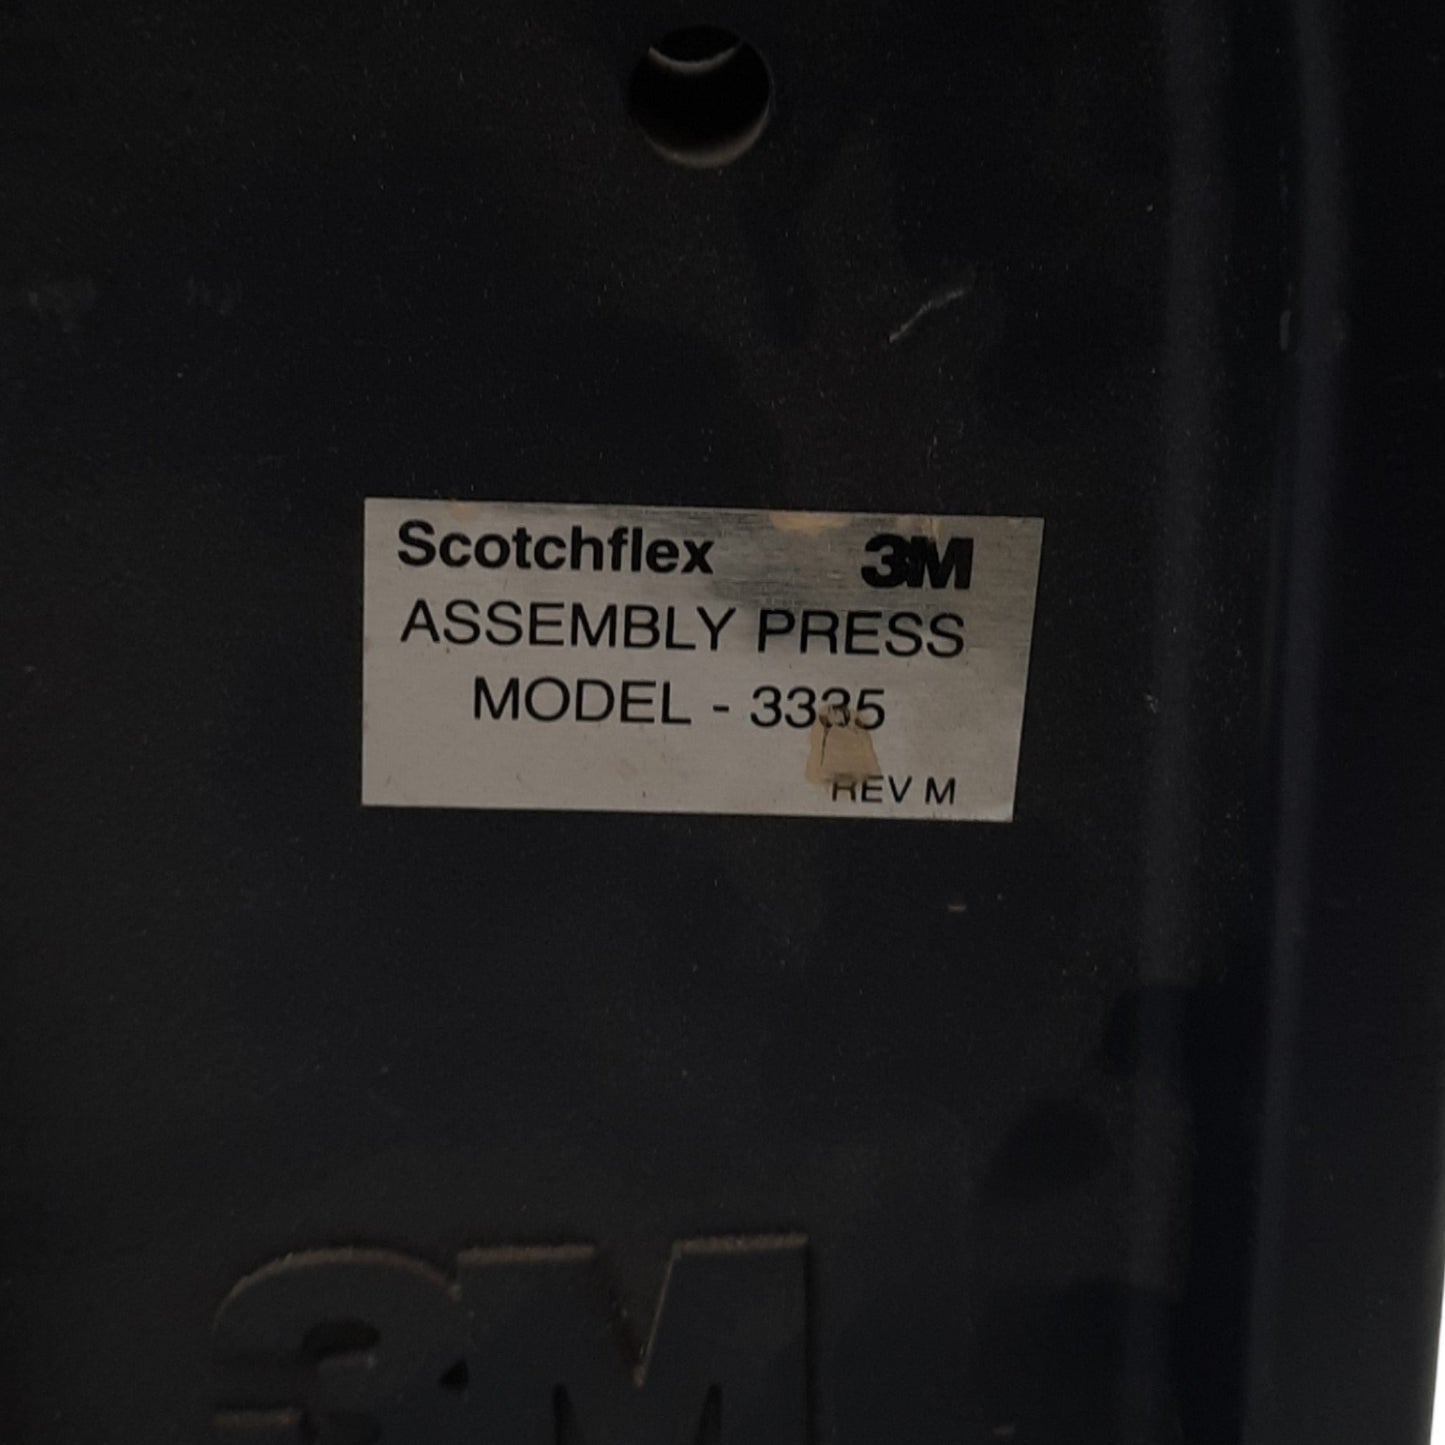 Scotchflex 3M
ASSEMBLY PRESS
MODEL - 3335
REV M
3M